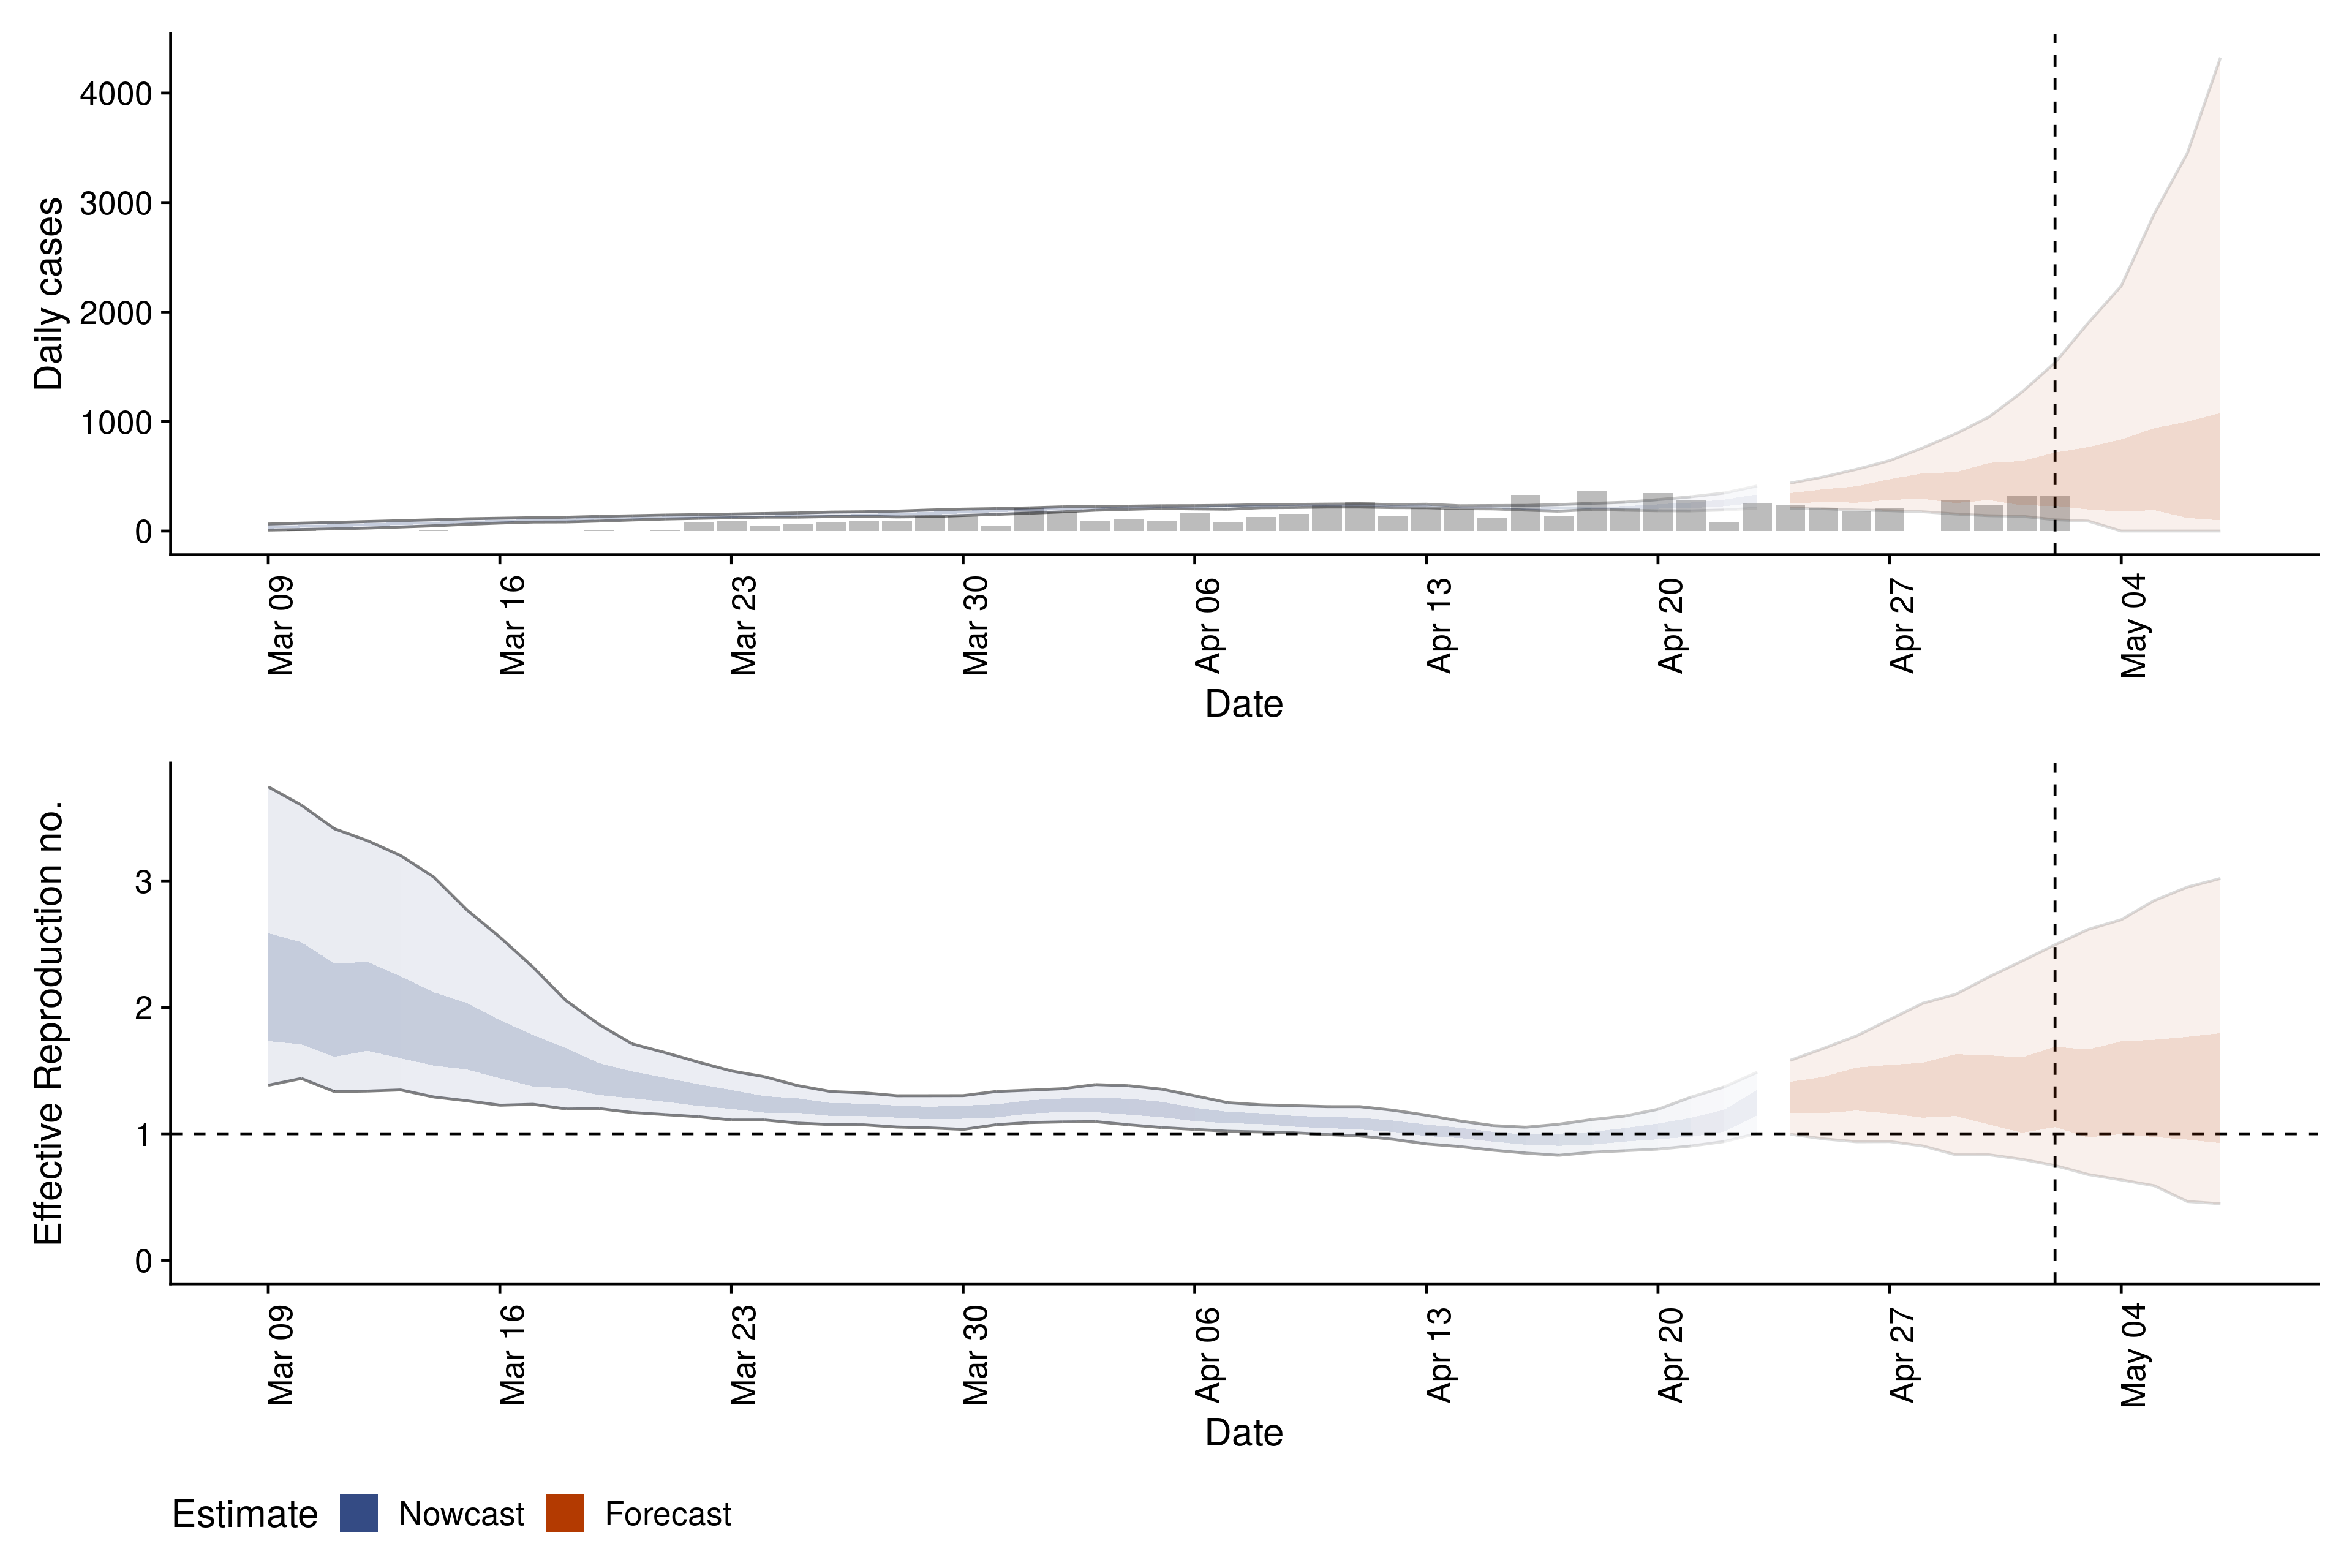 Daily cases
4000
3000
2000
1000
0
Mar 09
Mar 16
Mar 23
Mar 30
Apr 06
Apr 13
Apr 20
Apr 27
May 04
Date
Effective Reproduction no.
3
2
1
0
Mar 09
Mar 16
Mar 23
Mar 30
Apr 06
Apr 13
Apr 20
Apr 27
May 04
Date
Estimate Nowcast Forecast